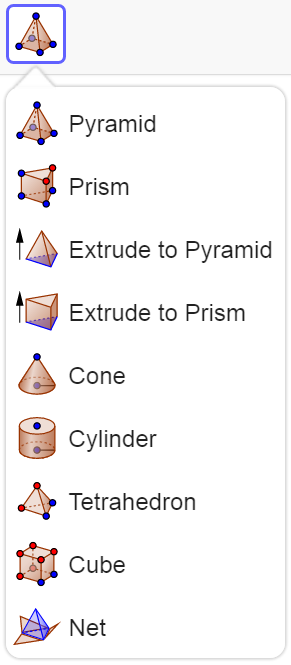 Pyramid
Prism
Extrude to Pyramid
Extrude to Prism
Cone
Cylinder
Tetrahedron
Cube
Net